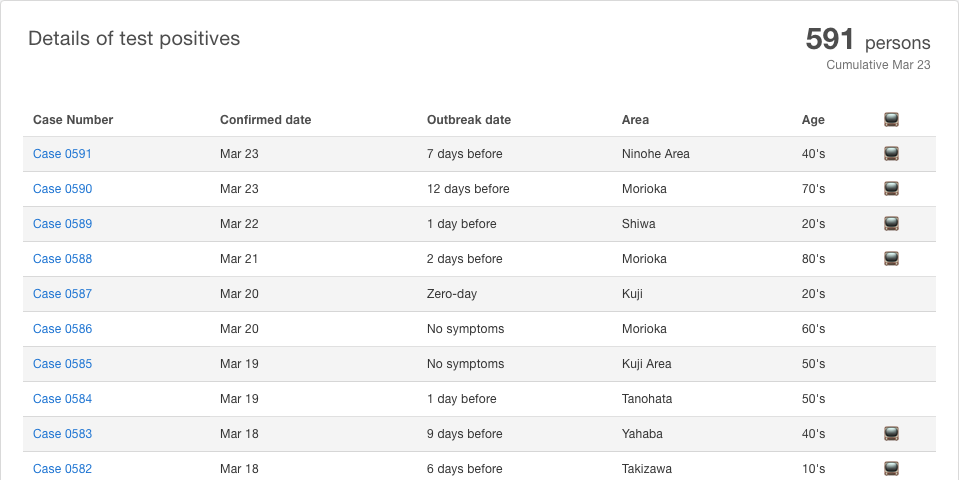 Details of test positives
591 persons
Cumulative Mar 23
Case Number Confirmed date Outbreak date Area Age
Case 0591 Mar 23 7 days before Ninohe Area 40's
Case 0590 Mar 23 12 days before Morioka 70's
Case 0589 Mar 22 1 day before Shiwa 20's
Case 0588 Mar 21 2 days before Morioka 80's
Case 0587 Mar 20 Zero-day Kuji 20's
Case 0586 Mar 20 No symptoms Morioka 60's
Case 0585 Mar 19 No symptoms Kuji Area 50's
Case 0584 Mar 19 1 day before Tanohata 50's
Case 0583 Mar 18 9 days before Yahaba 40's
Case 0582 Mar 18 6 days before Takizawa 10's